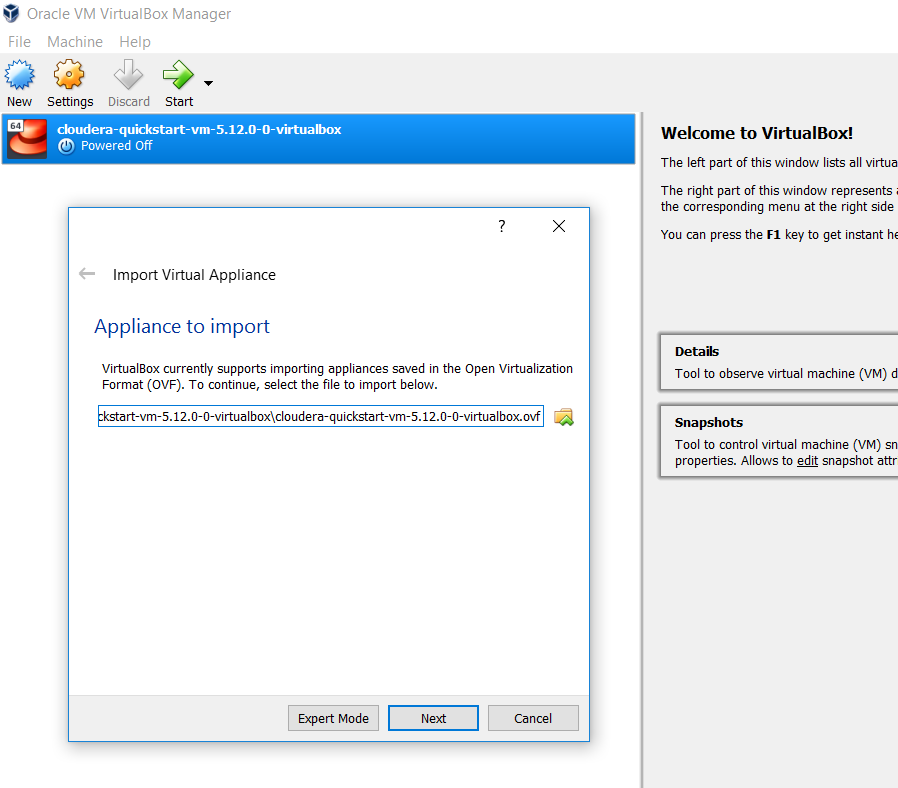 Oracle VM VirtualBox Manager
File Machine Help
New Settings Discard Start
64
cloudera-quickstart-vm-5.12.0-0-virtualbox
Powered Off
Welcome to VirtualBox!
The left part of this window lists all virtua
The right part of this window represents a
the corresponding menu at the right side
You can press the F1 key to get instant he
?
Import Virtual Appliance
Appliance to import
VirtualBox currently supports importing appliances saved in the Open Virtualization
Format (OVF). To continue, select the file to import below.
ckstart-vm-5.12.0-0-virtualbox\cloudera-quickstart-vm-5.12.0-0-virtualbox.ovf
Details
Tool to observe virtual machine (VM) d
Snapshots
Tool to control virtual machine (VM) sn
properties. Allows to edit snapshot attr
Expert Mode Next Cancel